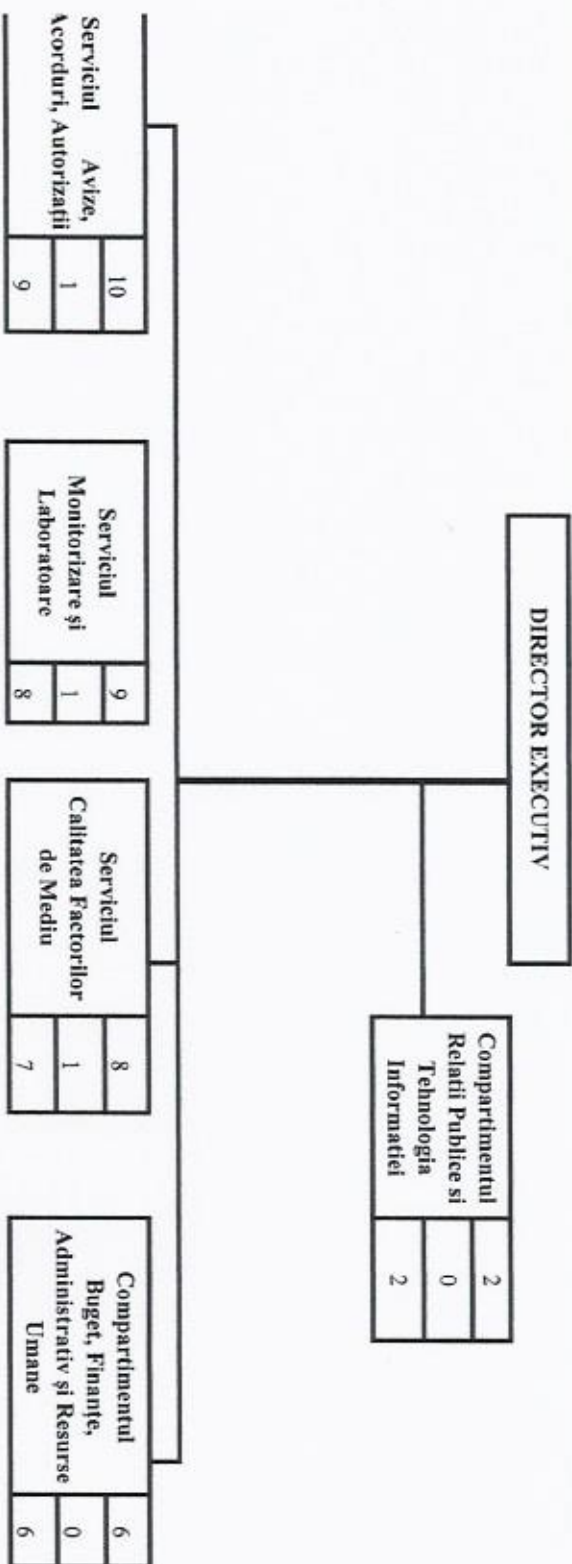 DIRECTOR EXECUTIV
Compartimentul
Relatii Publice si
Tehnologia
Informatiei
2
0
2
Serviciul Avize,
Acorduri, Autorizații
10
1
9
Serviciul
Monitorizare și
Laboratoare
9
1
8
Serviciul
Calitatea Factorilor
de Mediu
8
1
7
Compartimentul
Buget, Finanțe,
Administrativ și Resurse
Umane
6
0
6